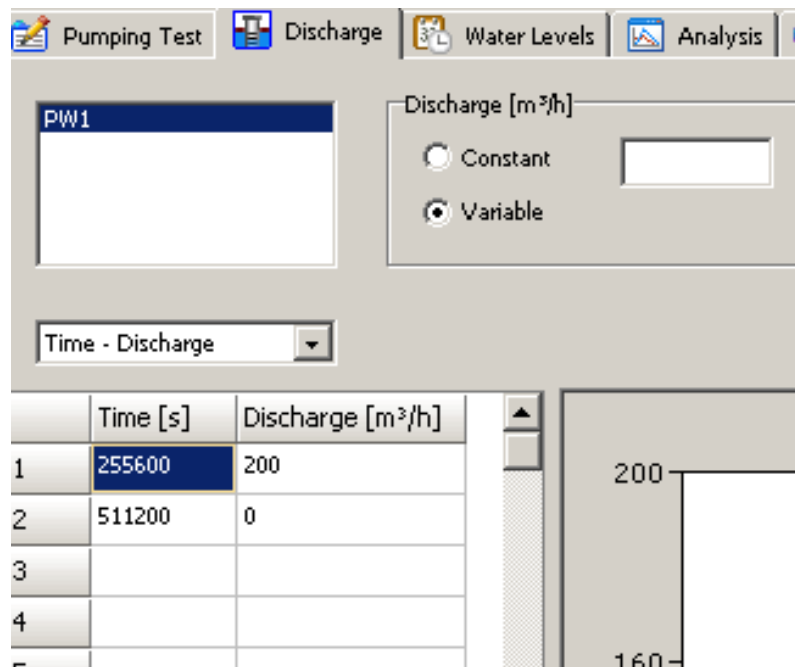 Pumping Test Discharge Water Levels Analysis
PW1
Discharge [m³/h]
Constant
Variable
Time - Discharge
Time [s] Discharge [m³/h]
1 255600 200
2 511200 0
3
4
200
160